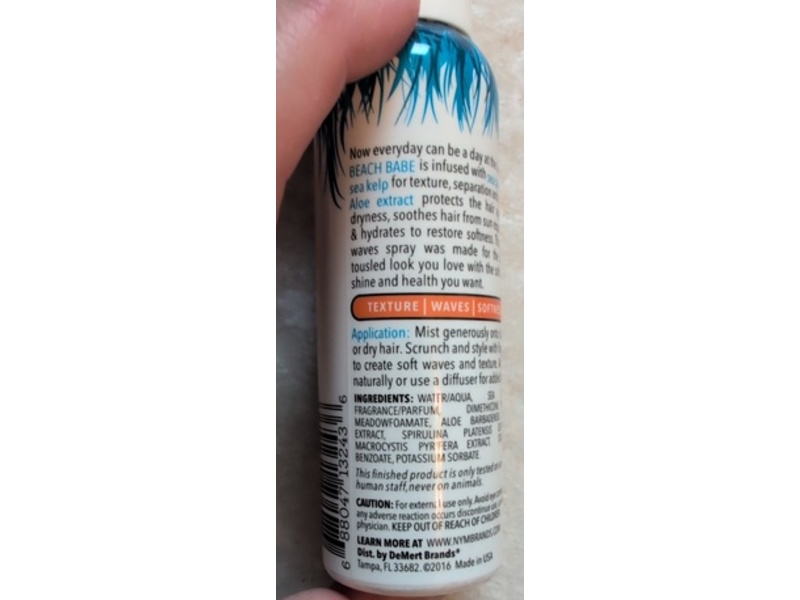 Now everyday can be a day at the
BEACH BABE is infused with
sea kelp for texture, separation
Aloe extract protects the hair
dryness, soothes hair from sun
& hydrates to restore softness.
waves spray was made for the
tousled look you love with the
shine and health you want.
TEXTURE | WAVES |
Application: Mist generously
or dry hair. Scrunch and style with
to create soft waves and texture.
naturally or use a diffuser for added
INGREDIENTS: WATER/AQUA, SEA
FRAGRANCE/PARFUM, DIMETHICONE
MEADOWFOAMATE, ALOE
EXTRACT, SPIRULINA PLATENSIS
MACROCYSTIS PYRIFERA EXTRACT
BENZOATE, POTASSIUM SORBATE.
This finished product is only tested
human staff, never on animals.
CAUTION: For external use only. Avoid eye
any adverse reaction occurs discontinue
physician. KEEP OUT OF REACH OF CHILDREN
LEARN MORE AT WWW.NYMBRANDS.COM
Dist. by DeMert Brands®
Tampa, FL 33682. ©2016 Made in USA
6 88047 13243 6